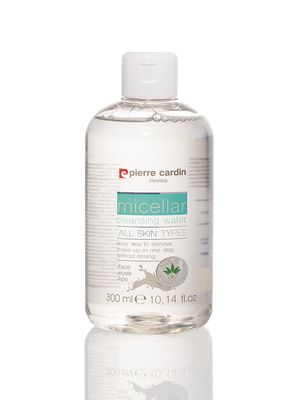 pierre cardin
PARIS
micellar
cleansing water
ALL SKIN TYPES
easy way to remove
make up in one step
without rinsing
•face
•eyes
•lips
300 ml ℮ 10,14 fl.oz